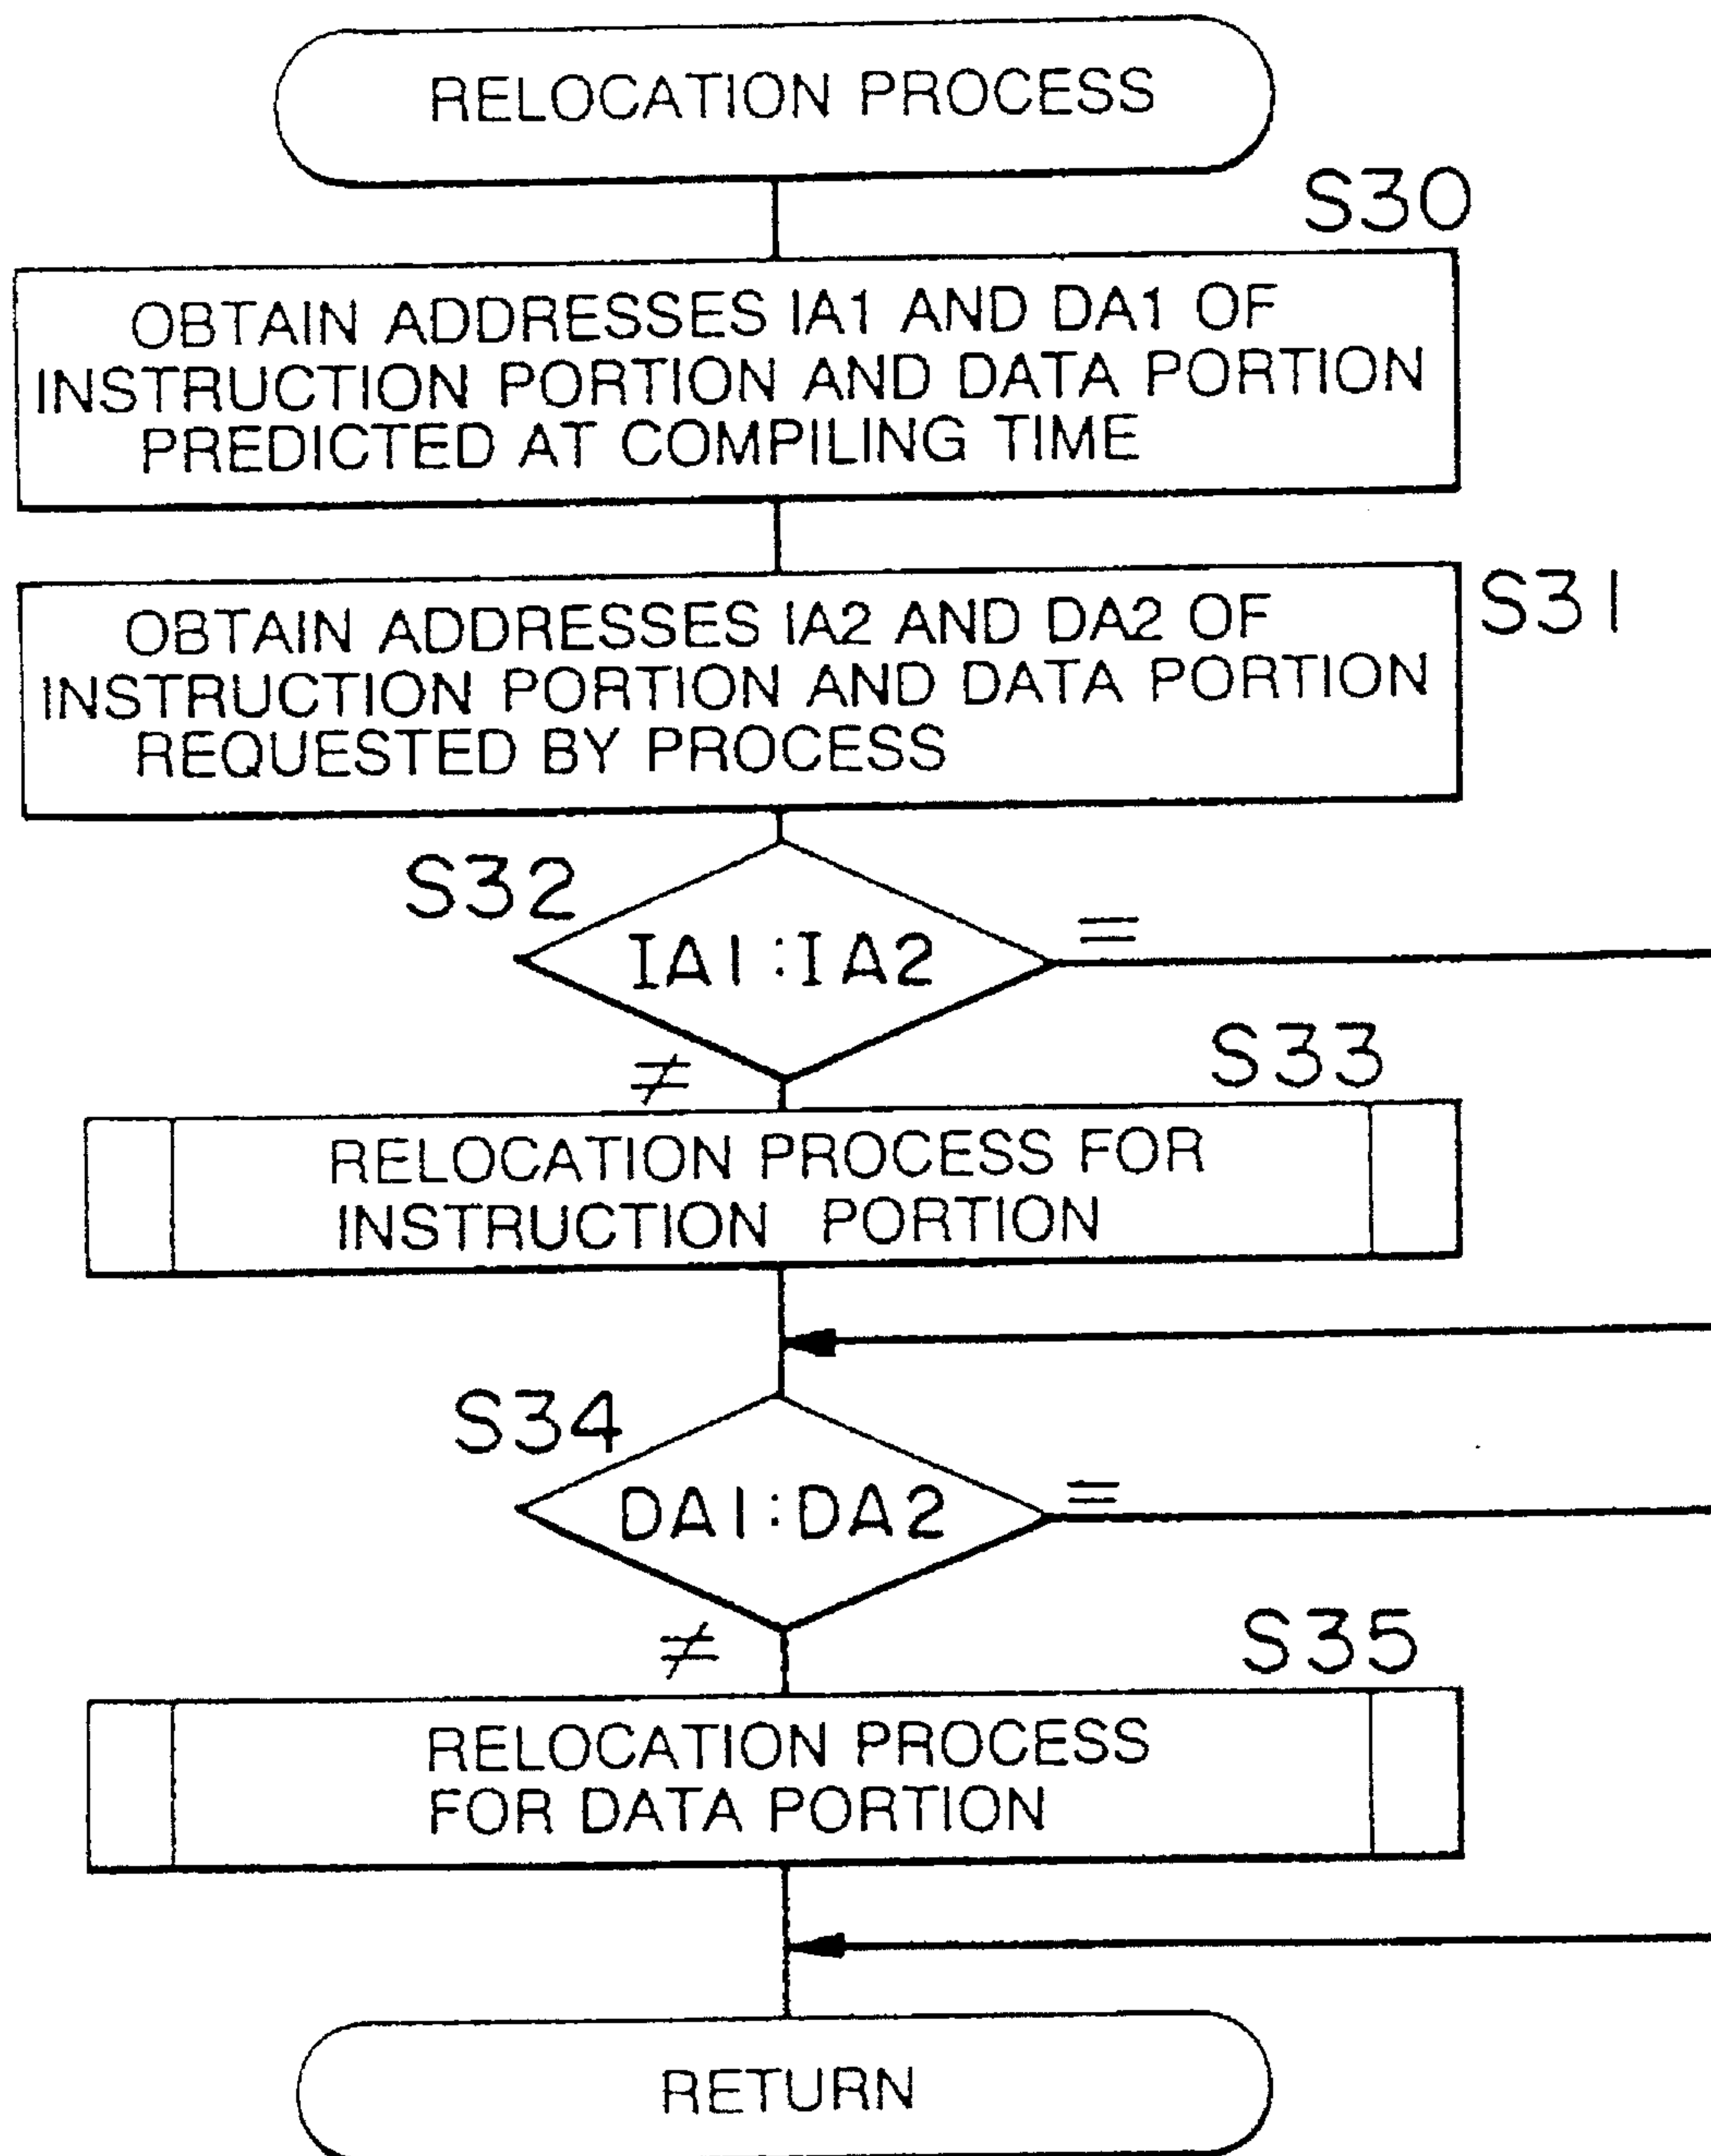 RELOCATION PROCESS
S30
OBTAIN ADDRESSES IA1 AND DA1 OF
INSTRUCTION PORTION AND DATA PORTION
PREDICTED AT COMPILING TIME
S31
OBTAIN ADDRESSES IA2 AND DA2 OF
INSTRUCTION PORTION AND DATA PORTION
REQUESTED BY PROCESS
S32
IA1:IA2
=
≠
S33
RELOCATION PROCESS FOR
INSTRUCTION PORTION
S34
DA1:DA2
=
≠
S35
RELOCATION PROCESS
FOR DATA PORTION
RETURN